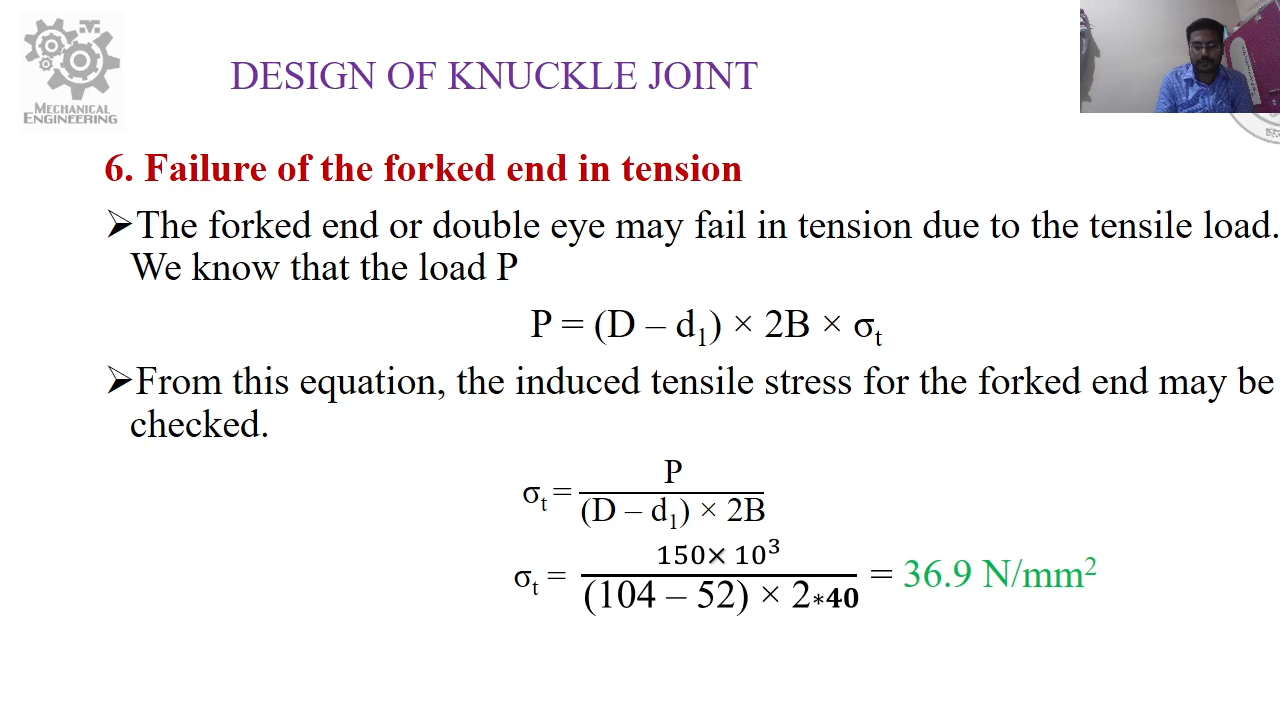 MECHANICAL
ENGINEERING
DESIGN OF KNUCKLE JOINT
6. Failure of the forked end in tension
➢The forked end or double eye may fail in tension due to the tensile load.
We know that the load P
P = (D – d₁) × 2B × σₜ
➢From this equation, the induced tensile stress for the forked end may be
checked.
σₜ = P / (D – d₁) × 2B
σₜ = 150× 10³ / (104 – 52) × 2*40 = 36.9 N/mm²